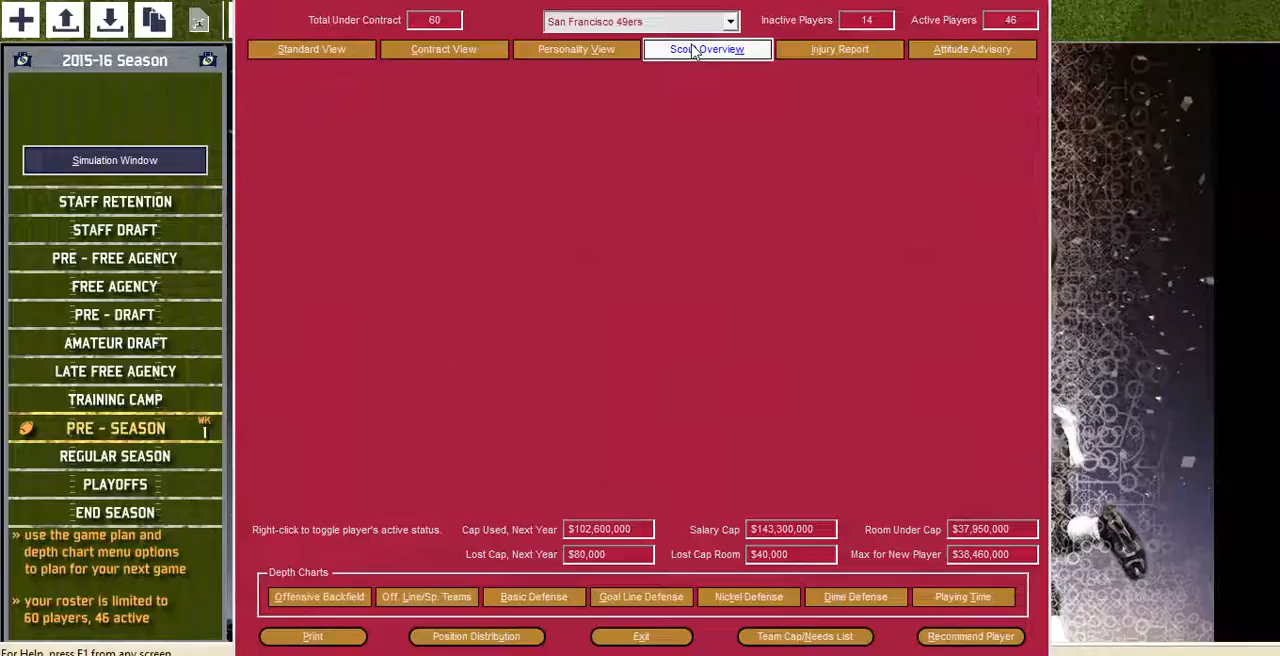 Total Under Contract 60 San Francisco 49ers Inactive Players 14 Active Players 46
Standard View Contract View Personality View Scout Overview Injury Report Attitude Advisory
2015-16 Season
Simulation Window
STAFF RETENTION
STAFF DRAFT
PRE - FREE AGENCY
FREE AGENCY
PRE - DRAFT
AMATEUR DRAFT
LATE FREE AGENCY
TRAINING CAMP
PRE - SEASON WK 1
REGULAR SEASON
PLAYOFFS
END SEASON
» use the game plan and
depth chart menu options
to plan for your next game
» your roster is limited to
60 players, 46 active
Right-click to toggle player's active status. Cap Used, Next Year $102,600,000 Salary Cap $143,300,000 Room Under Cap $37,950,000
Lost Cap, Next Year $80,000 Lost Cap Room $40,000 Max for New Player $38,460,000
Depth Charts
Offensive Backfield Off. Line/Sp. Teams Basic Defense Goal Line Defense Nickel Defense Dime Defense Playing Time
Print Position Distribution Exit Team Cap/Needs List Recommend Player
For Help, press F1 from any screen